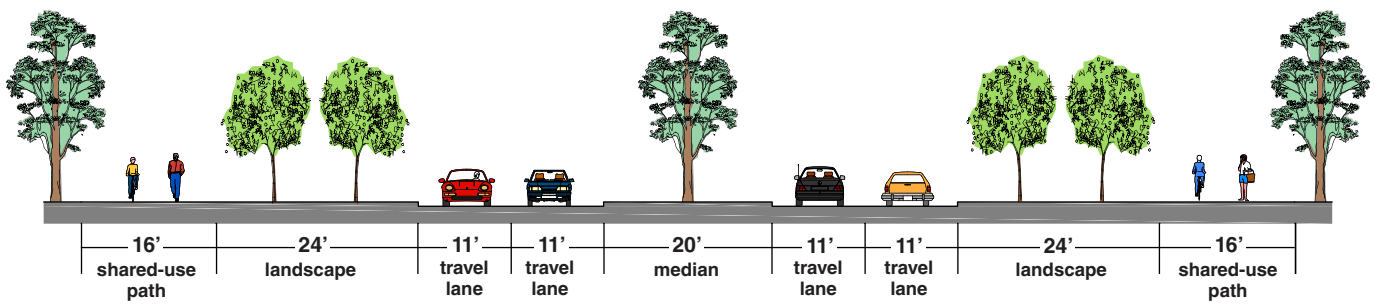 16’ 24’ 11’ 11’ 20’ 11’ 11’ 24’ 16’
shared-use landscape travel travel median travel travel landscape shared-use
path lane lane lane lane path